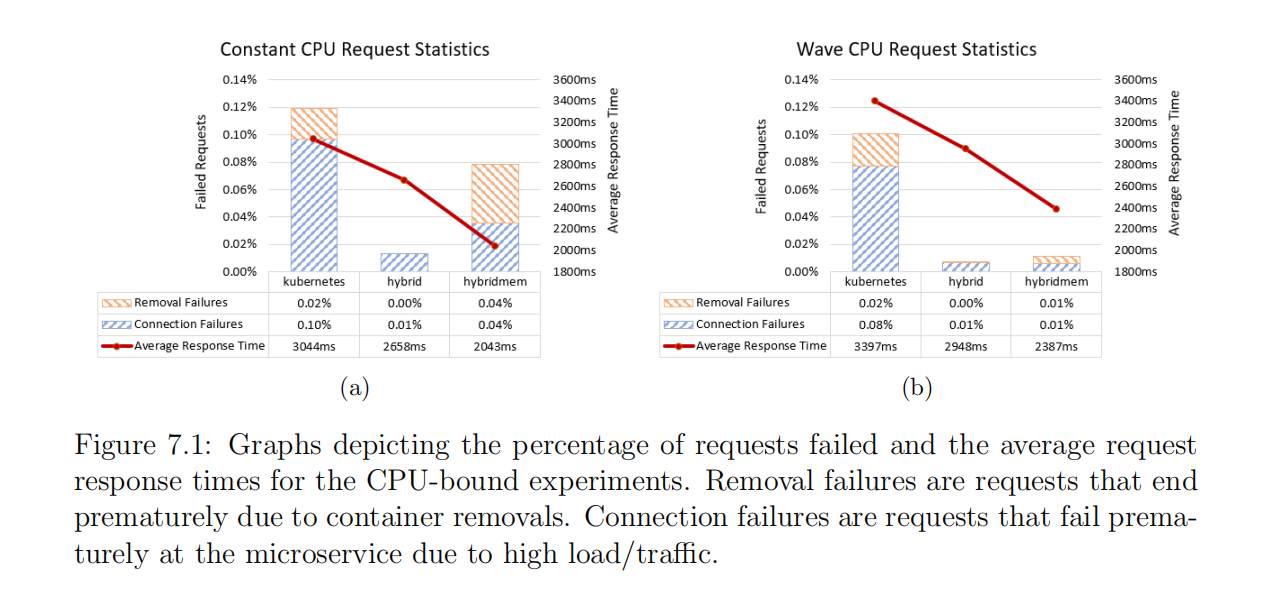 Constant CPU Request Statistics
0.14%
0.12%
0.10%
0.08%
0.06%
0.04%
0.02%
0.00%
Failed Requests
3600ms
3400ms
3200ms
3000ms
2800ms
2600ms
2400ms
2200ms
2000ms
1800ms
Average Response Time
kubernetes hybrid hybridmem
Removal Failures 0.02% 0.00% 0.04%
Connection Failures 0.10% 0.01% 0.04%
Average Response Time 3044ms 2658ms 2043ms
(a)
Wave CPU Request Statistics
0.14%
0.12%
0.10%
0.08%
0.06%
0.04%
0.02%
0.00%
Failed Requests
3600ms
3400ms
3200ms
3000ms
2800ms
2600ms
2400ms
2200ms
2000ms
1800ms
Average Response Time
kubernetes hybrid hybridmem
Removal Failures 0.02% 0.00% 0.01%
Connection Failures 0.08% 0.01% 0.01%
Average Response Time 3397ms 2948ms 2387ms
(b)
Figure 7.1: Graphs depicting the percentage of requests failed and the average request
response times for the CPU-bound experiments. Removal failures are requests that end
prematurely due to container removals. Connection failures are requests that fail prema-
turely at the microservice due to high load/traffic.